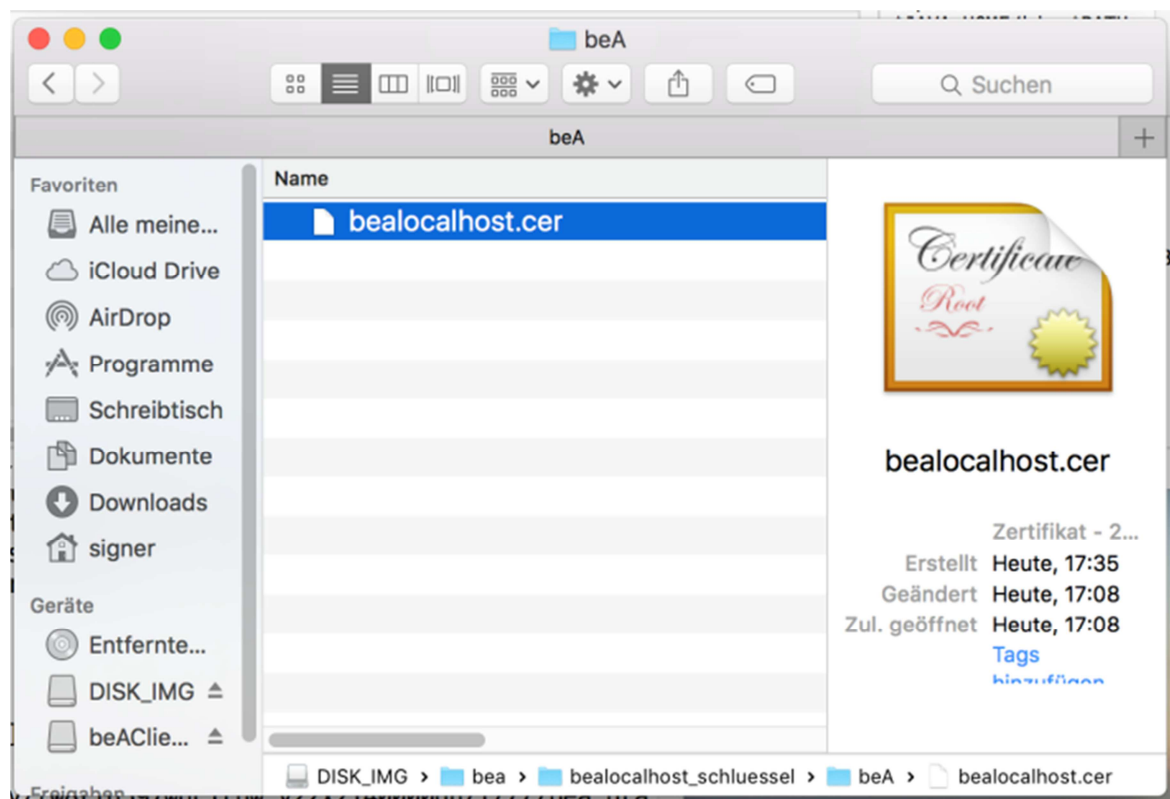 beA
Suchen
beA
Favoriten
Alle meine...
iCloud Drive
AirDrop
Programme
Schreibtisch
Dokumente
Downloads
signer
Geräte
Entfernte...
DISK_IMG
beAClie...
Freigaben
Name
bealocalhost.cer
Certificate
Root
bealocalhost.cer
Zertifikat - 2...
Erstellt Heute, 17:35
Geändert Heute, 17:08
Zul. geöffnet Heute, 17:08
Tags
hinzufügen
DISK_IMG › bea › bealocalhost_schluessel › beA › bealocalhost.cer